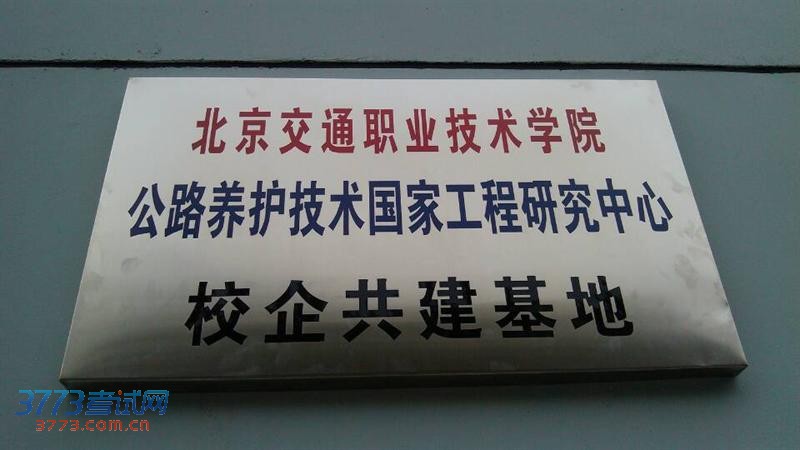 北京交通职业技术学院
公路养护技术国家工程研究中心
校企共建基地
3773考试网
3773.com.cn